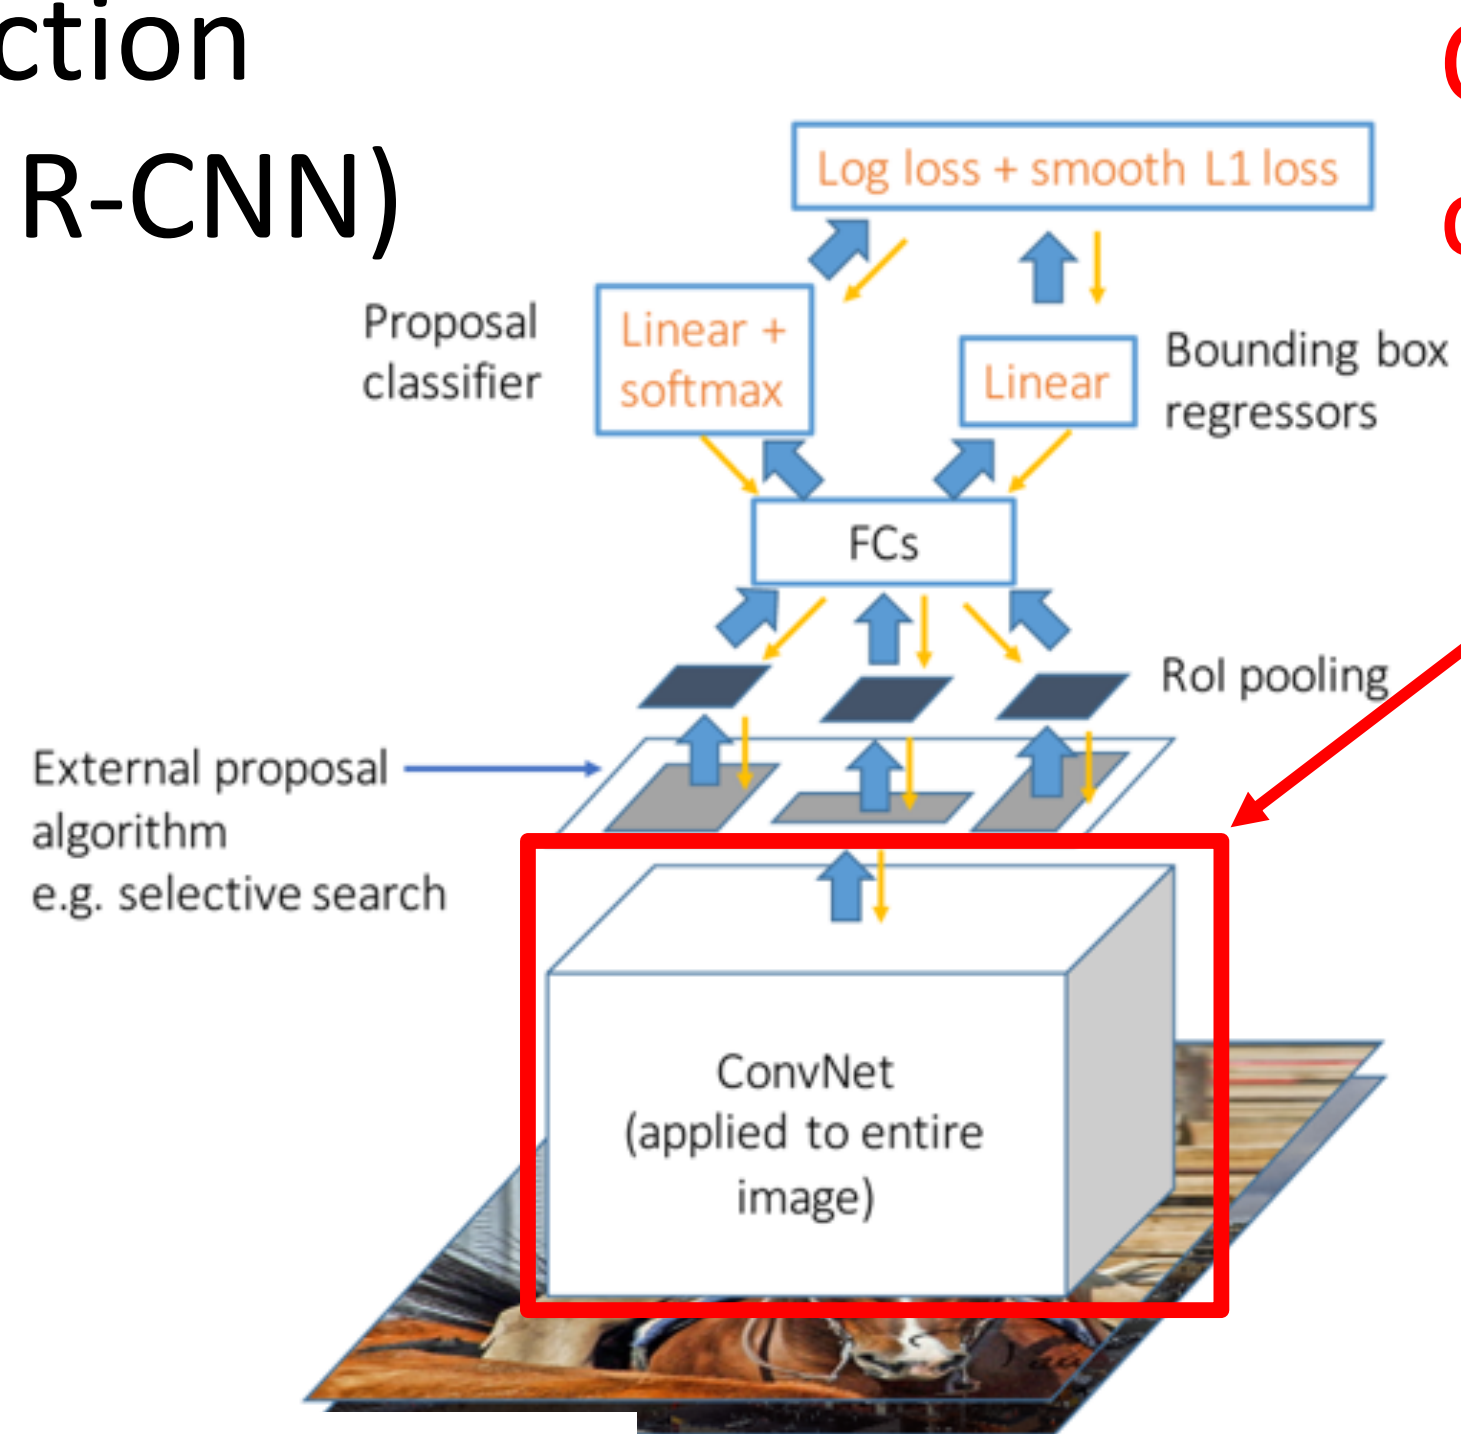 ction
R-CNN)
Log loss + smooth L1 loss
Proposal
classifier
Linear +
softmax
Linear
Bounding box
regressors
FCs
RoI pooling
External proposal
algorithm
e.g. selective search
ConvNet
(applied to entire
image)